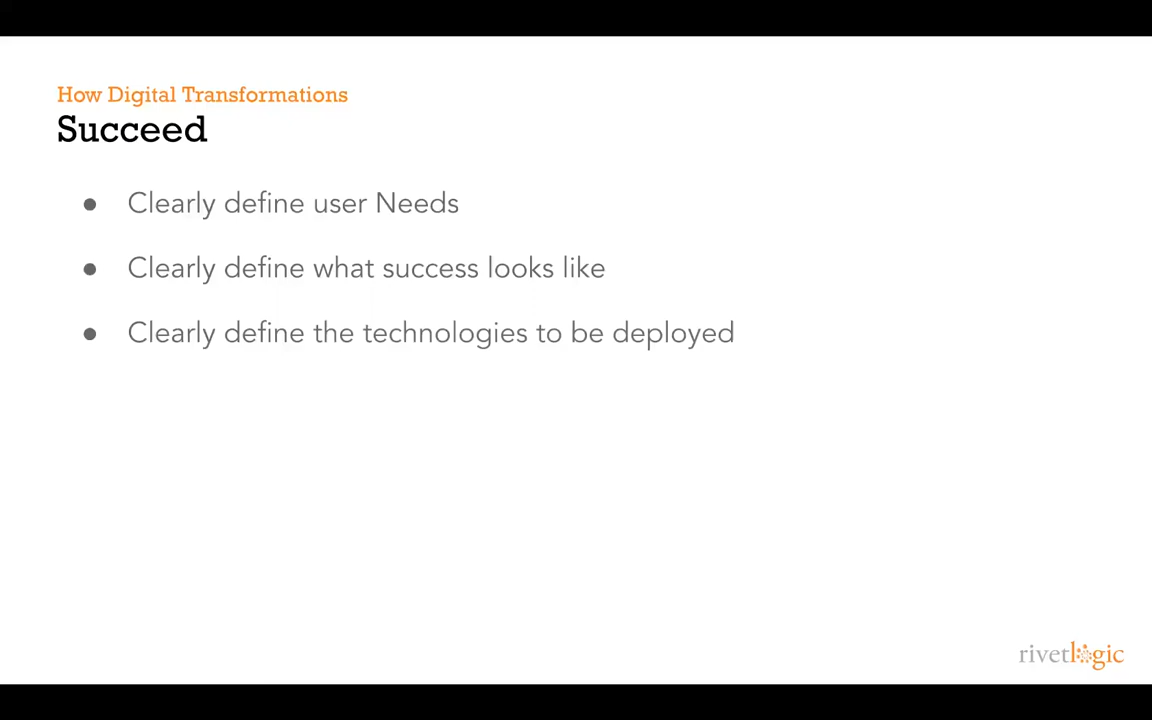 How Digital Transformations
Succeed
● Clearly define user Needs
● Clearly define what success looks like
● Clearly define the technologies to be deployed
rivetlogic